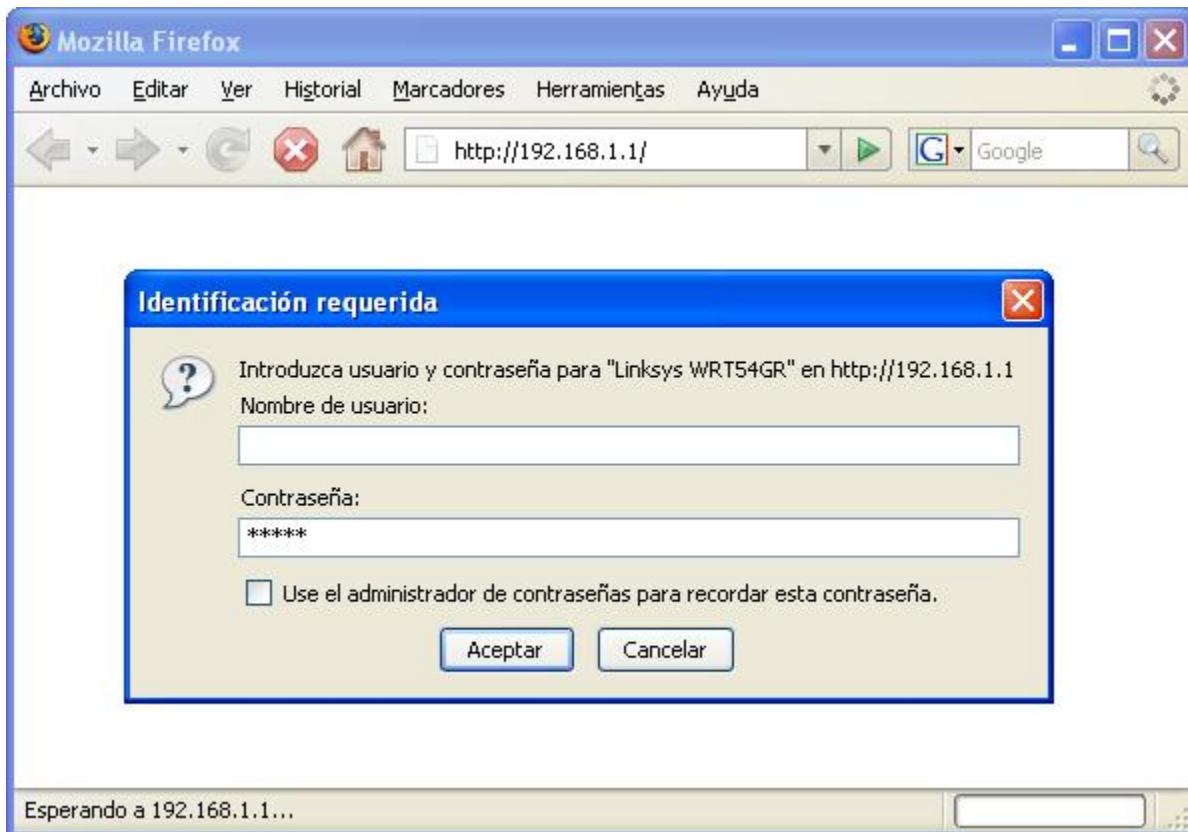 Mozilla Firefox
Archivo Editar Ver Historial Marcadores Herramientas Ayuda
http://192.168.1.1/ G Google
Identificación requerida
Introduzca usuario y contraseña para "Linksys WRT54GR" en http://192.168.1.1
Nombre de usuario:
Contraseña:
*****
Use el administrador de contraseñas para recordar esta contraseña.
Aceptar Cancelar
Esperando a 192.168.1.1...